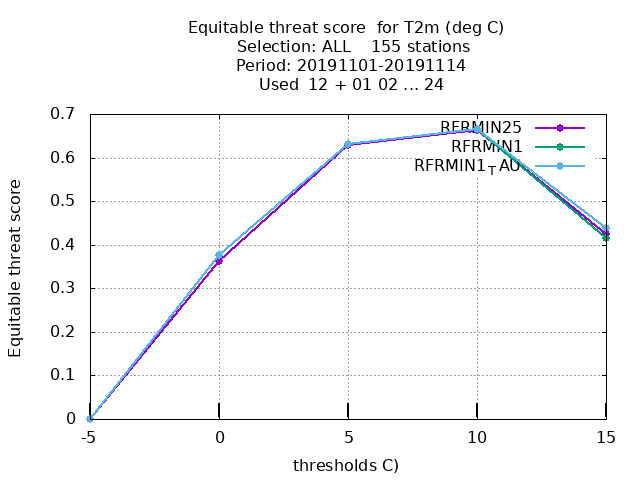 Equitable threat score for T2m (deg C)
Selection: ALL 155 stations
Period: 20191101-20191114
Used 12 + 01 02 ... 24
RFRMIN25
RFRMIN1
RFRMIN1TAU
Equitable threat score
0.7
0.6
0.5
0.4
0.3
0.2
0.1
0
-5
0
5
10
15
thresholds C)